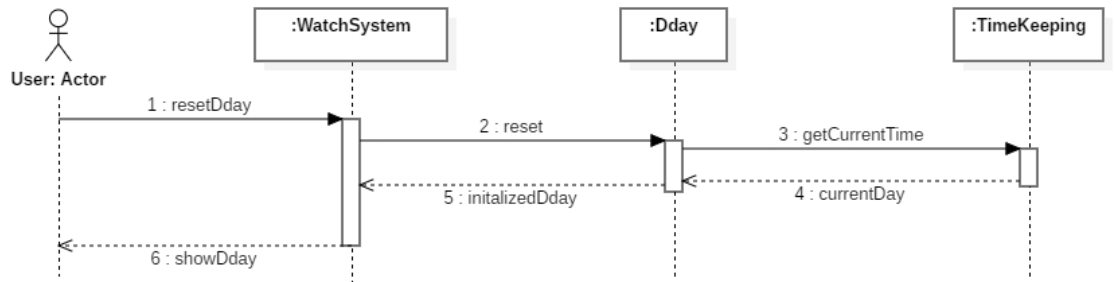 :WatchSystem
:Dday
:TimeKeeping
User: Actor
1 : resetDday
2 : reset
3 : getCurrentTime
4 : currentDay
5 : initalizedDday
6 : showDday